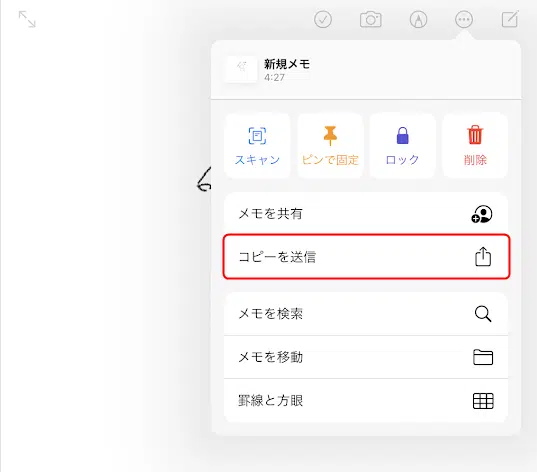 新規メモ
4:27
スキャン
ピンで固定
ロック
削除
メモを共有
コピーを送信
メモを検索
メモを移動
罫線と方眼